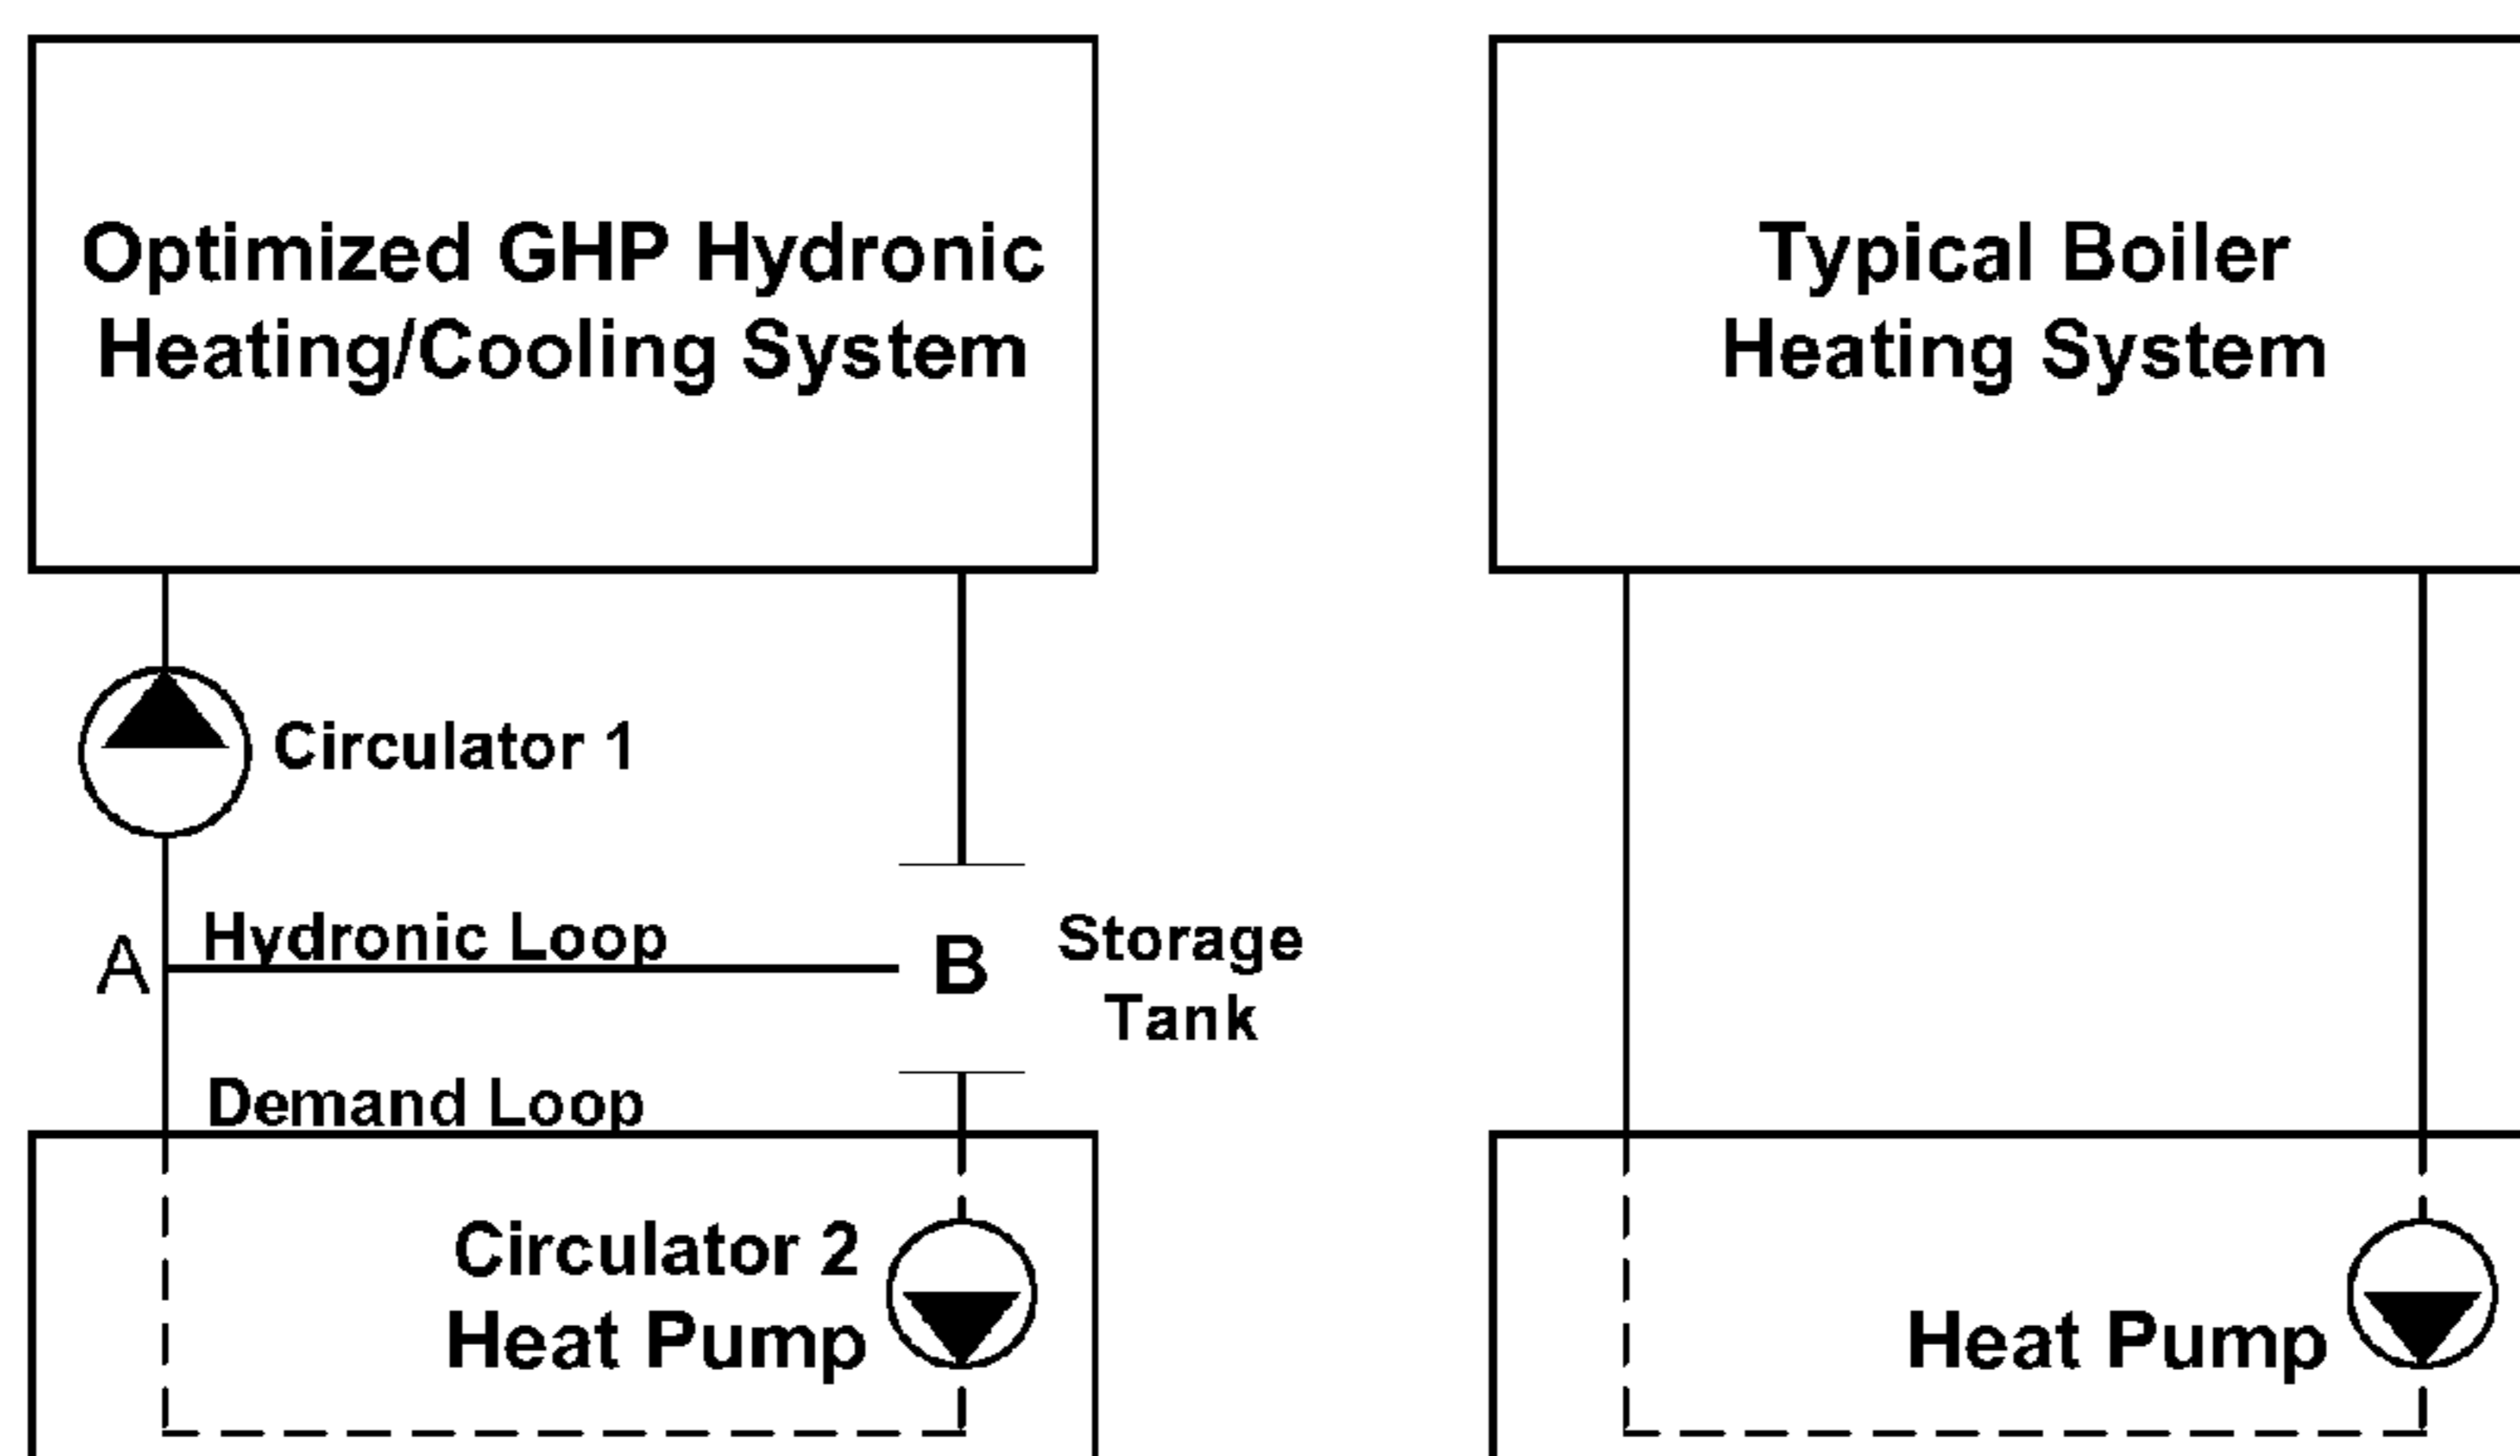 Optimized GHP Hydronic
Heating/Cooling System
Circulator 1
A
Hydronic Loop
B
Storage
Tank
Demand Loop
Circulator 2
Heat Pump
Typical Boiler
Heating System
Heat Pump